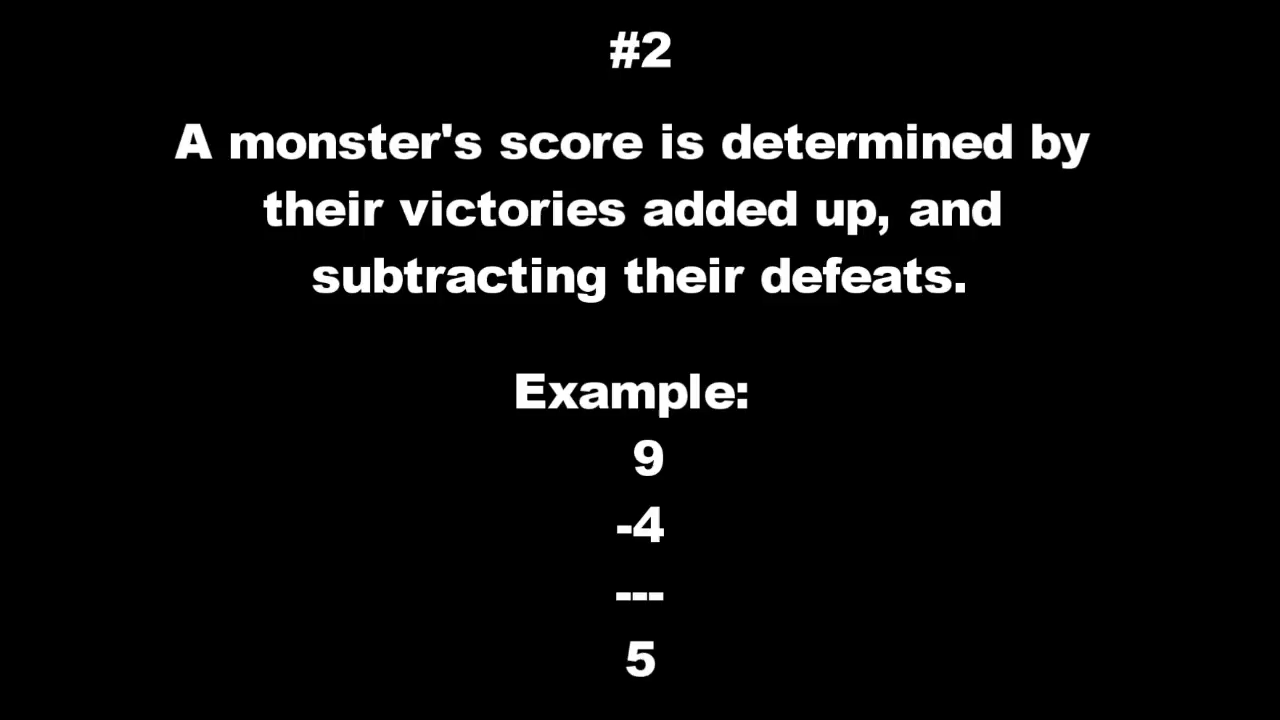 #2
A monster's score is determined by
their victories added up, and
subtracting their defeats.
Example:
9
-4
---
5